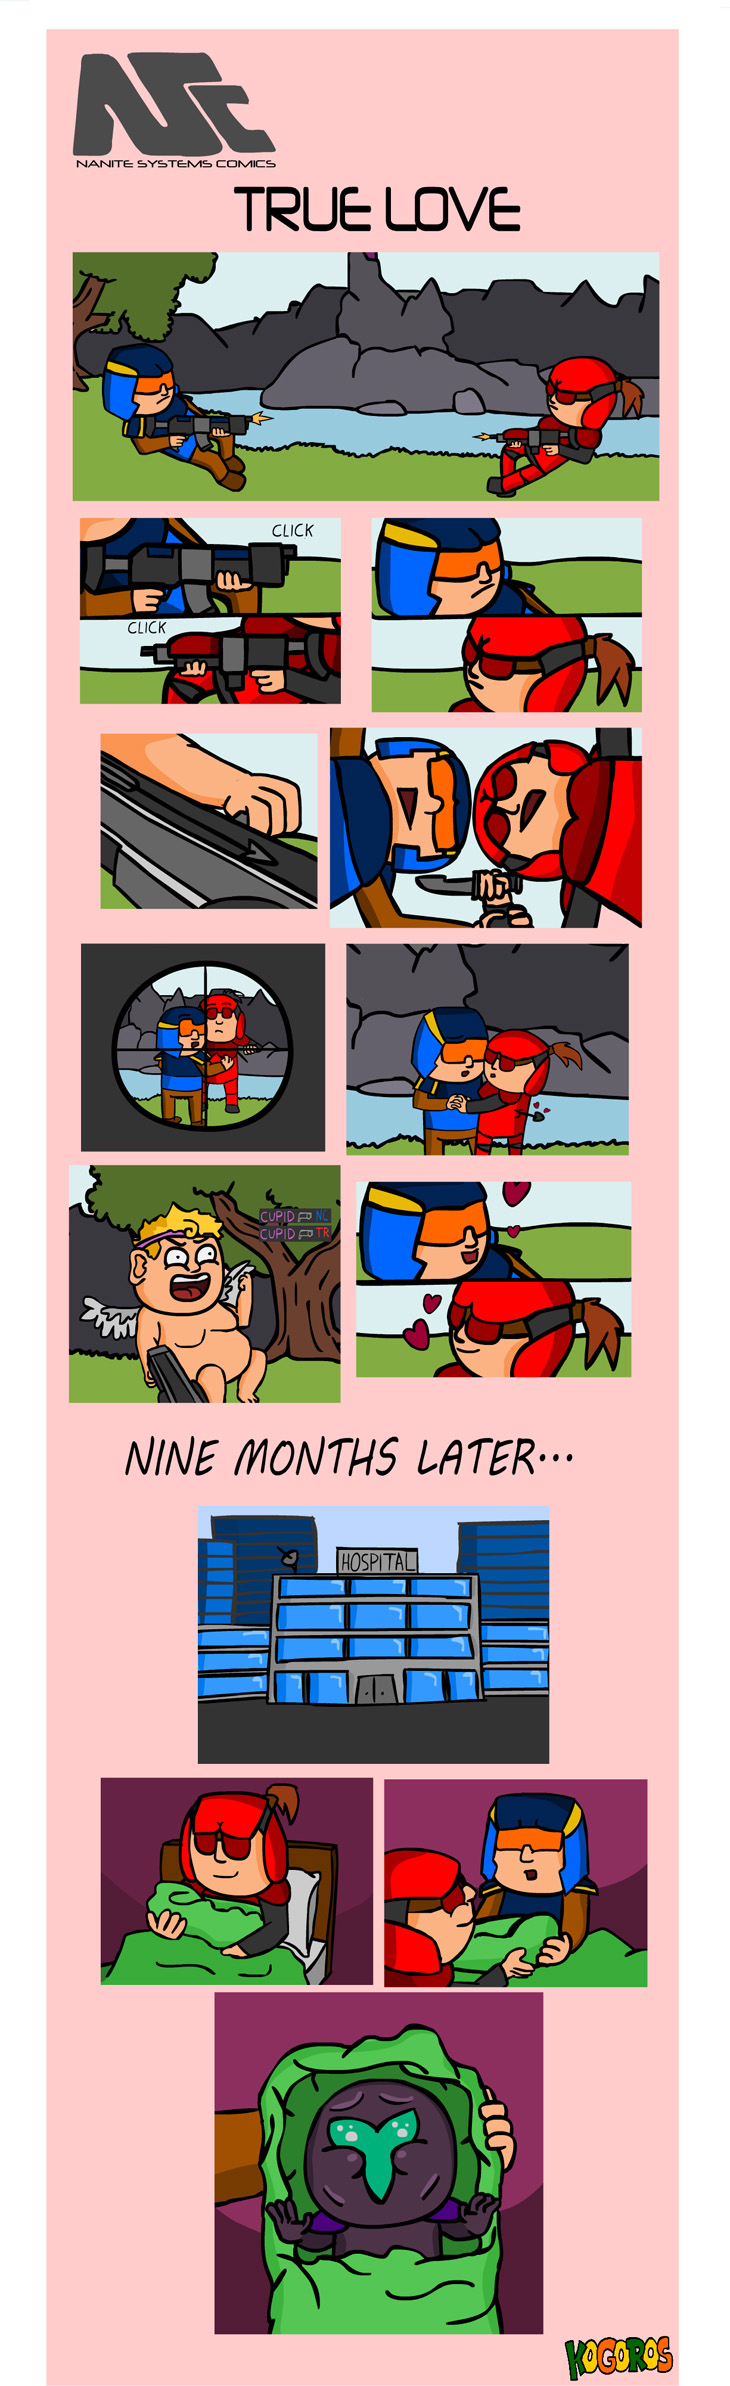 NSC
NANITE SYSTEMS COMICS
TRUE LOVE
CLICK
CLICK
CUPID NC
CUPID TR
NINE MONTHS LATER...
HOSPITAL
KOGOROS